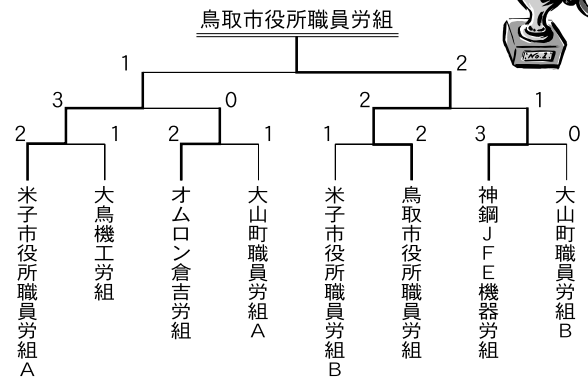 鳥取市役所職員労組
No.1
1
2
3
0
2
1
2
1
2
1
1
2
3
0
米子市役所職員労組A
大鳥機工労組
オムロン倉吉労組
大山町職員労組A
米子市役所職員労組B
鳥取市役所職員労組
神鋼JFE機器労組
大山町職員労組B